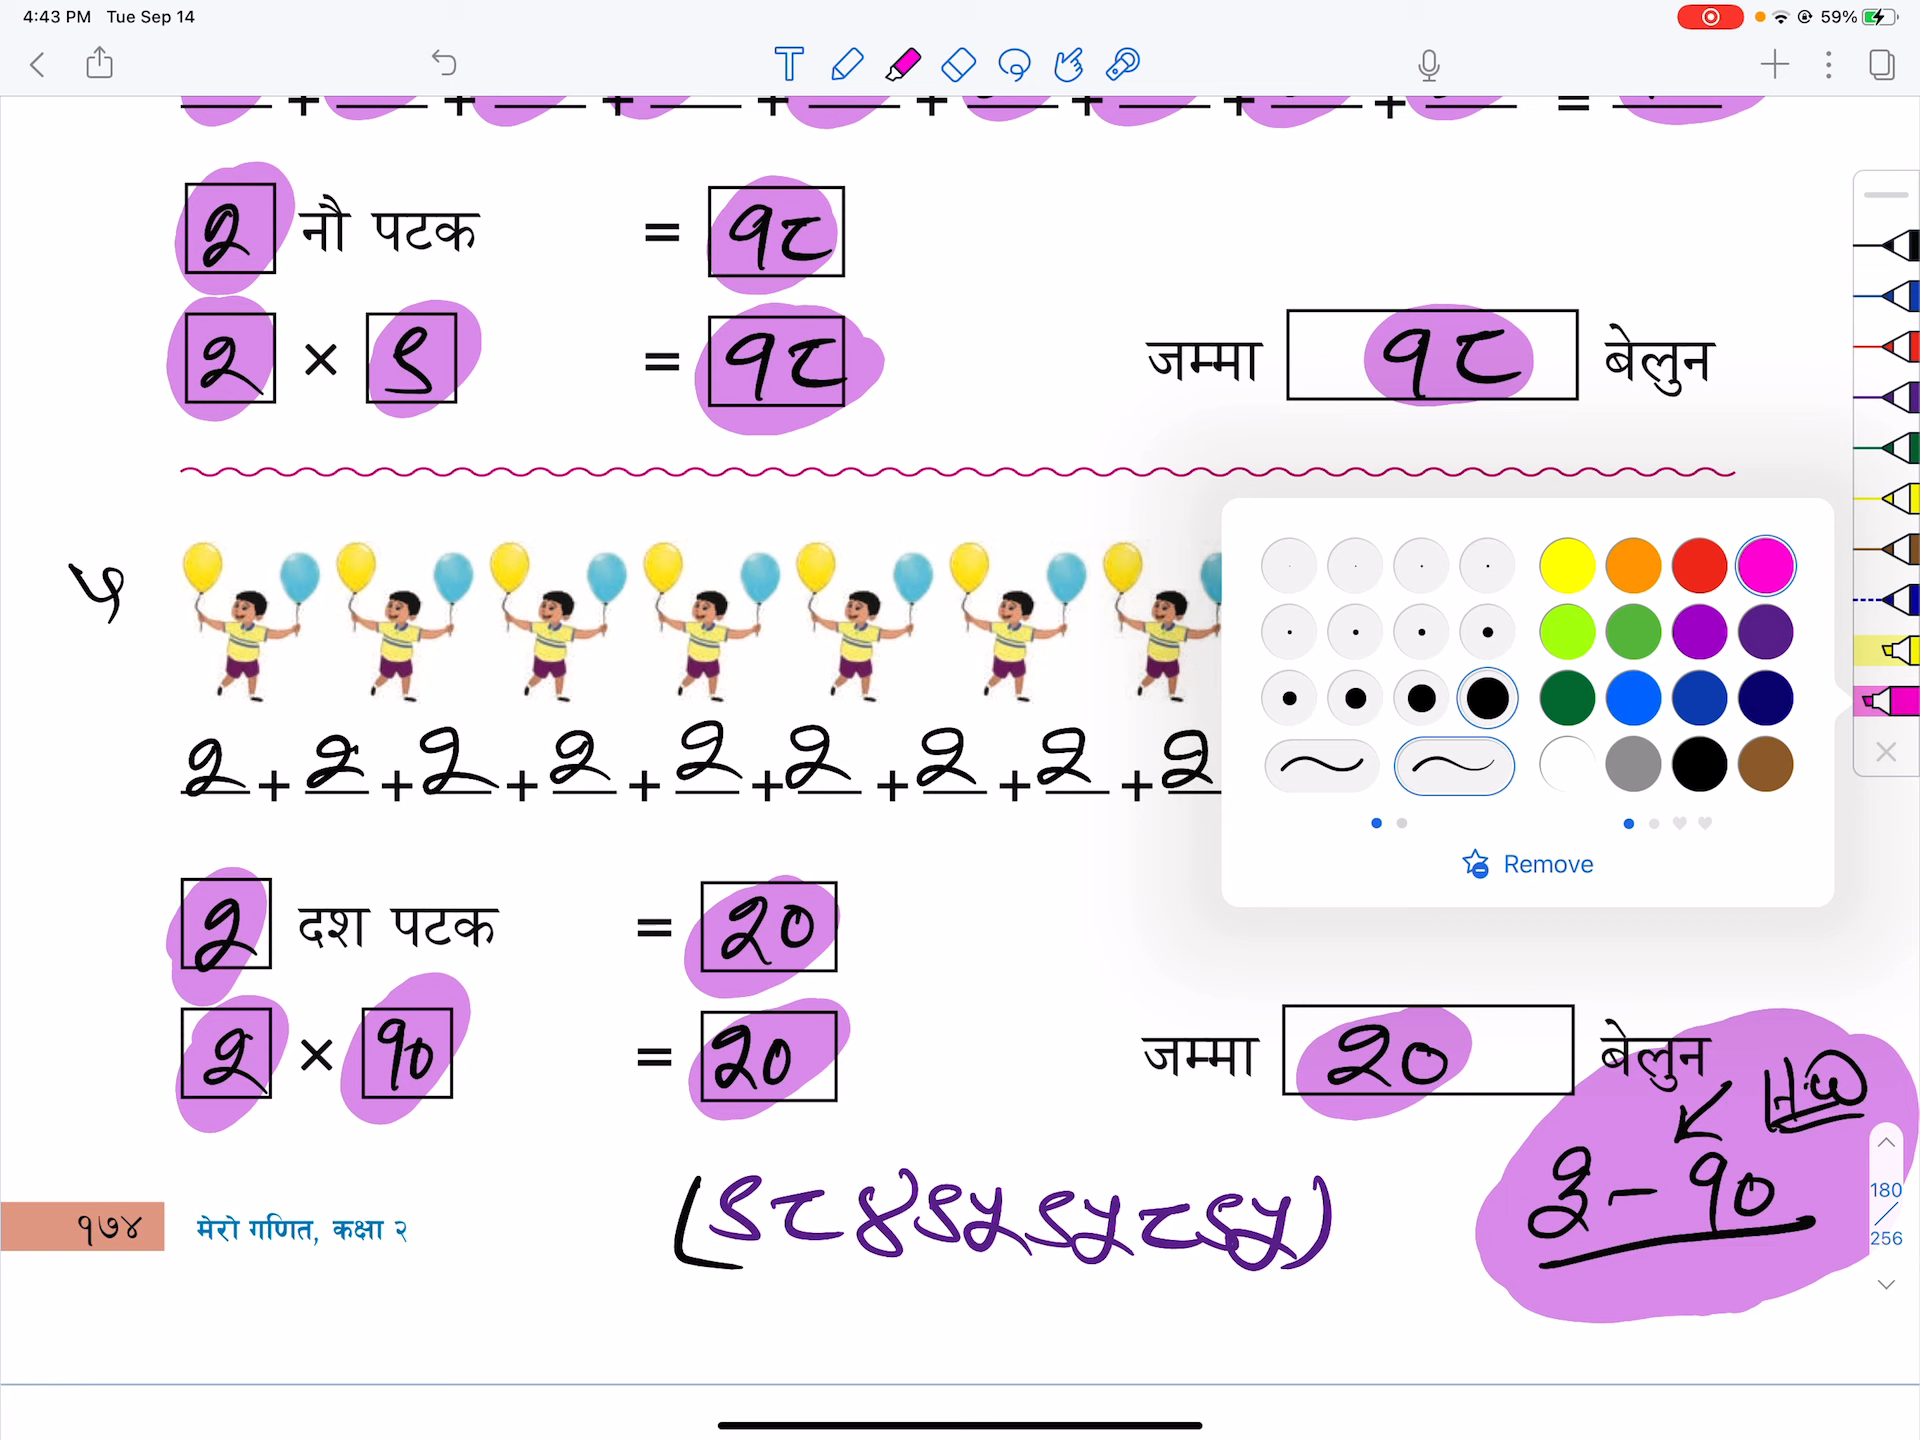 4:43 PM Tue Sep 14 59%
२ नौ पटक = १८
२ × ९ = १८ जम्मा १८ बेलुन
५
२ + २ + २ + २ + २ + २ + २ + २ + २
Remove
२ दश पटक = २०
२ × १० = २० जम्मा २० बेलुन
H.W
३ - १०
१७४ मेरो गणित, कक्षा २ (९८४९५९५८९५)
180
256